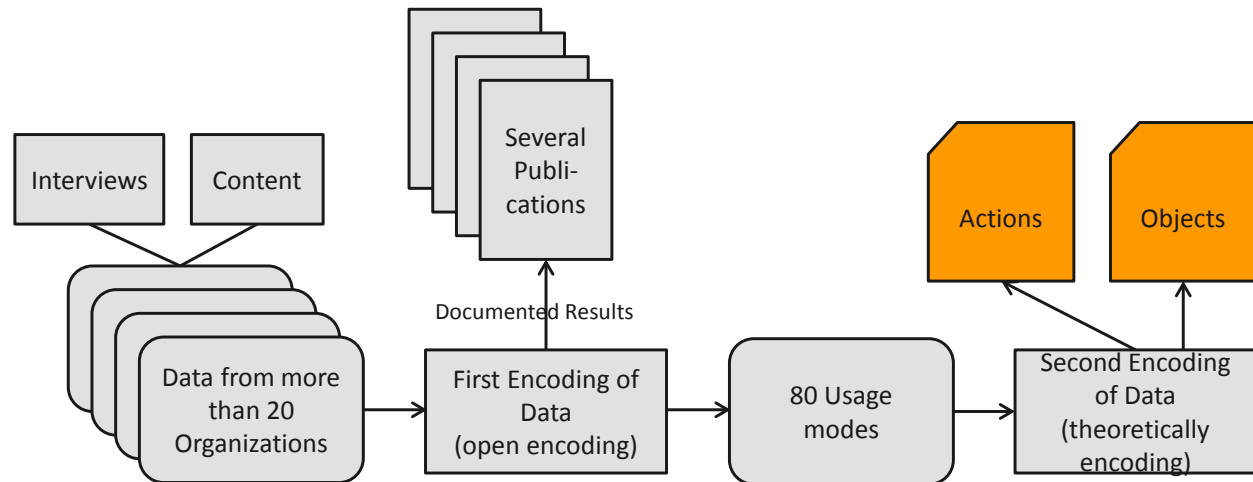 Several
Publi-
cations
Interviews
Content
Actions
Objects
Documented Results
Data from more
than 20
Organizations
First Encoding of
Data
(open encoding)
80 Usage
modes
Second Encoding
of Data
(theoretically
encoding)